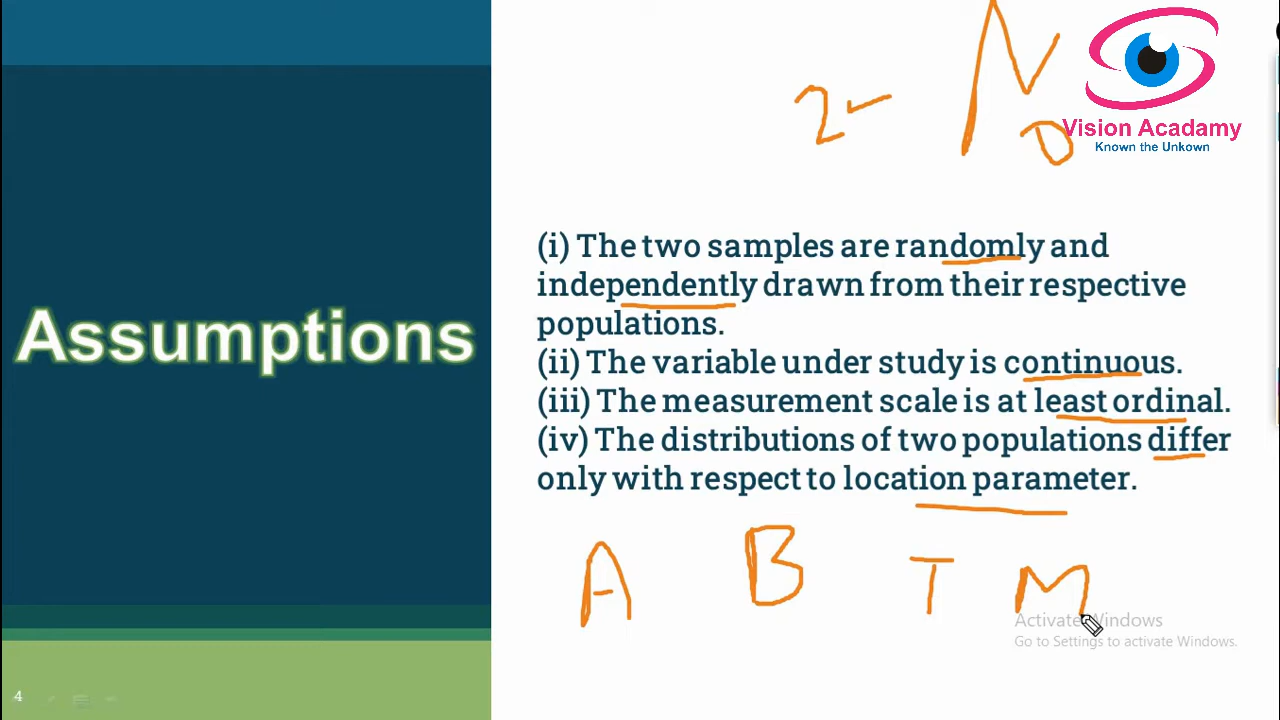 2-
N
D
Vision Acadamy
Known the Unkown
(i) The two samples are randomly and
independently drawn from their respective
populations.
(ii) The variable under study is continuous.
(iii) The measurement scale is at least ordinal.
(iv) The distributions of two populations differ
only with respect to location parameter.
Assumptions
A B T M
Activate Windows
Go to Settings to activate Windows.
4